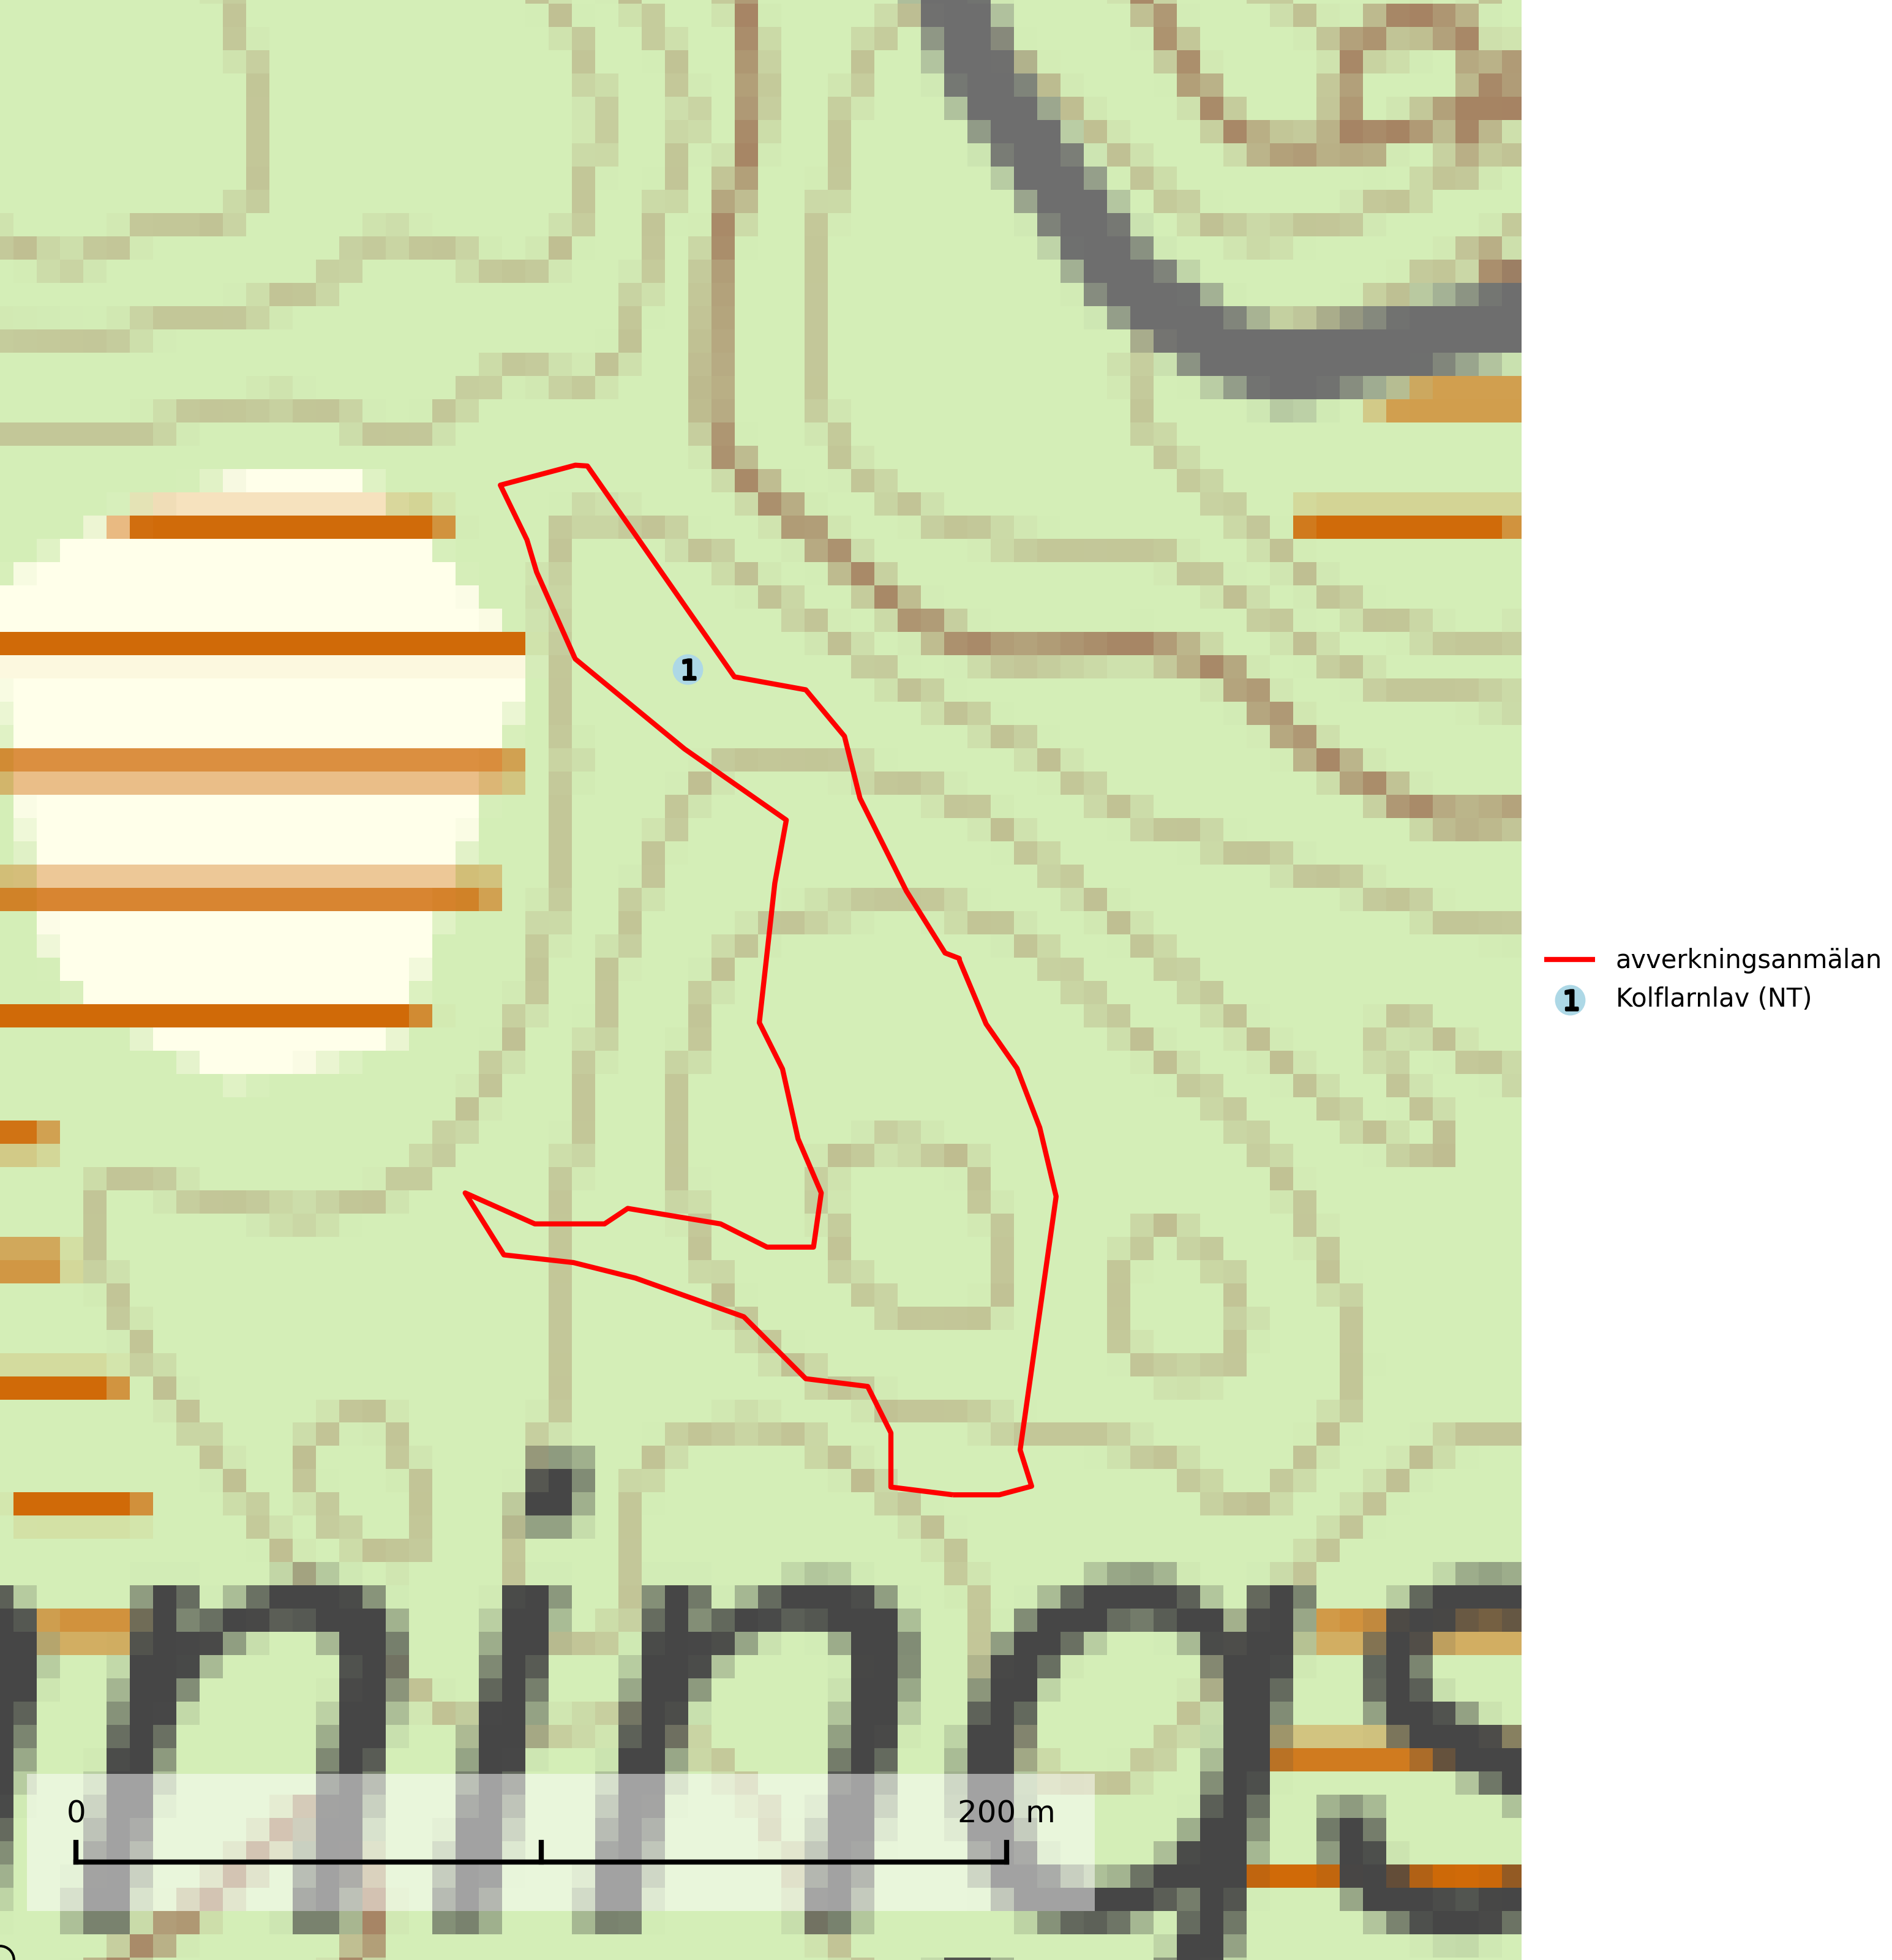 1
avverkningsanmälan
1 Kolflarnlav (NT)
0 200 m